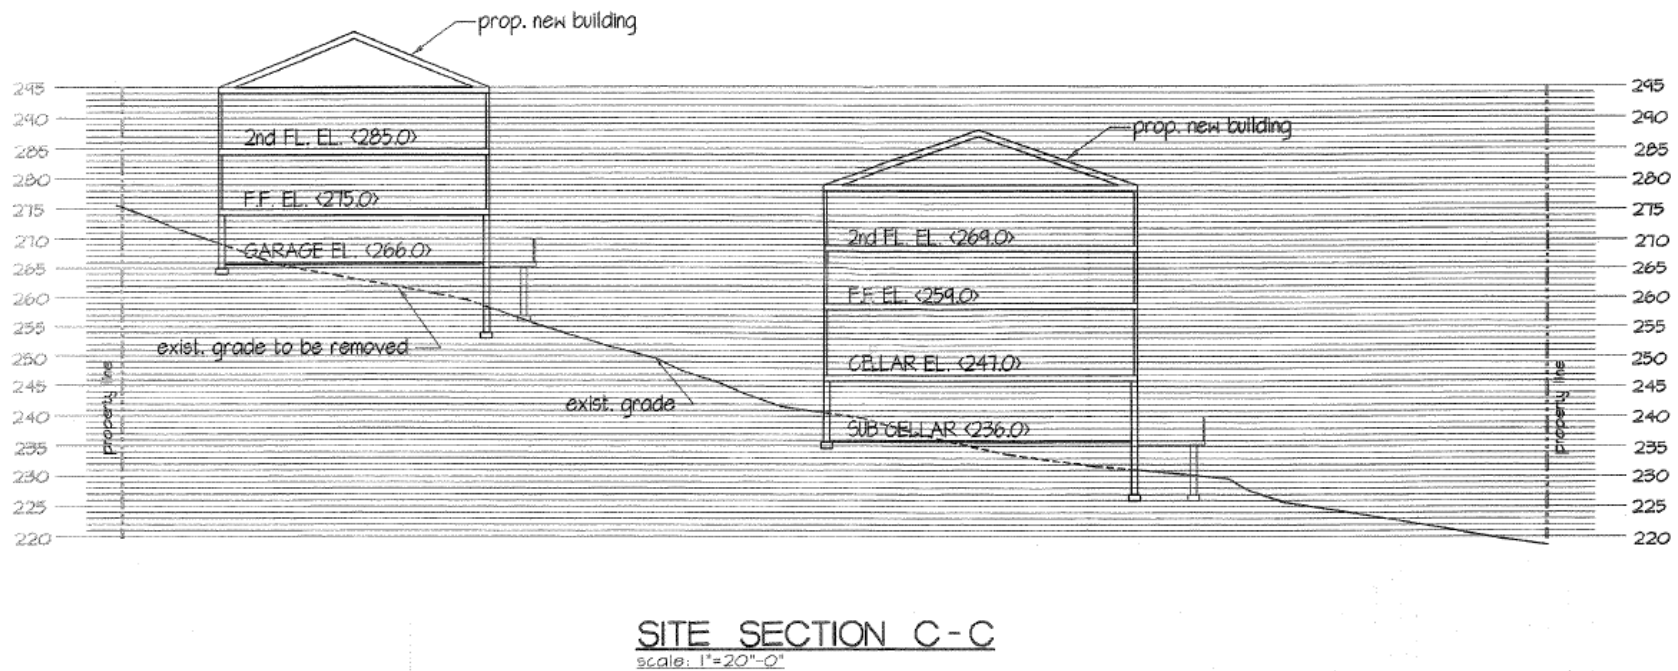 prop. new building
295
290
285
280
275
270
265
260
255
250
245
240
235
230
225
220
2nd FL. EL. <285.0>
F.F. EL. <275.0>
GARAGE EL. <266.0>
exist. grade to be removed
property line
exist. grade
prop. new building
2nd FL. EL. <269.0>
F.F. EL. <259.0>
CELLAR EL. <247.0>
SUB CELLAR <236.0>
property line
295
290
285
280
275
270
265
260
255
250
245
240
235
230
225
220
SITE SECTION C-C
scale: 1"=20"-0"